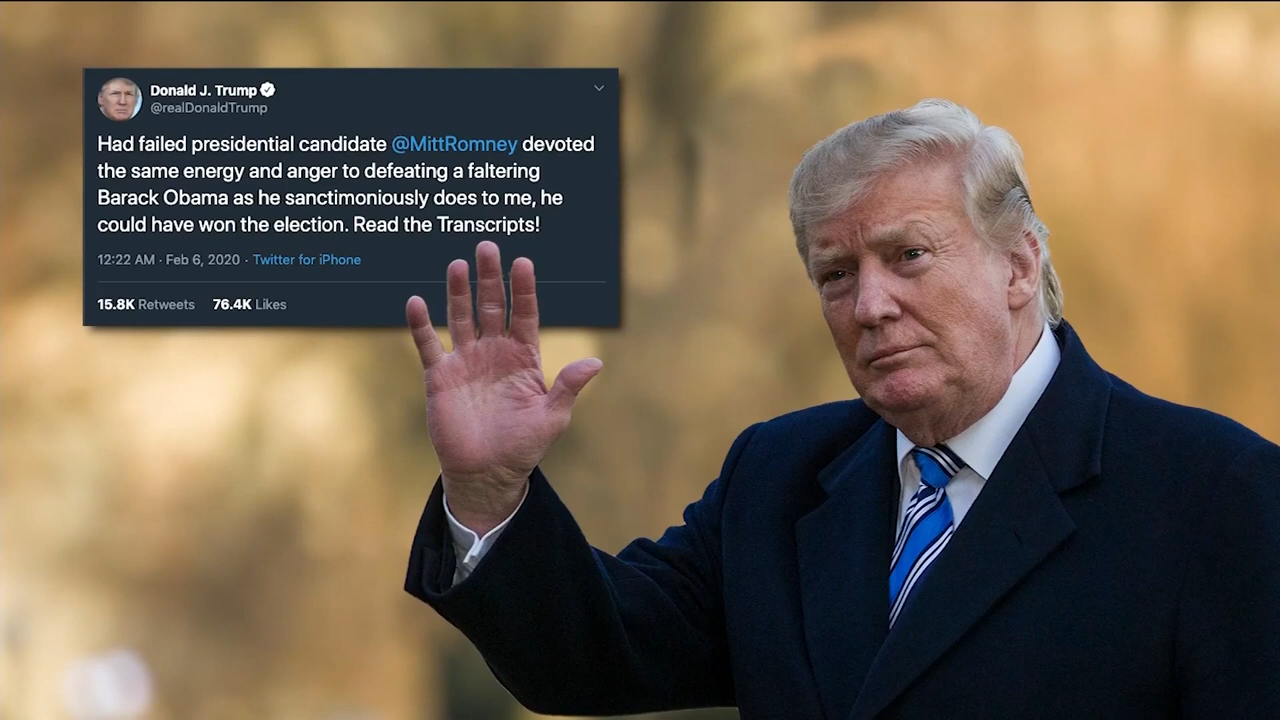 Donald J. Trump
@realDonaldTrump
Had failed presidential candidate @MittRomney devoted
the same energy and anger to defeating a faltering
Barack Obama as he sanctimoniously does to me, he
could have won the election. Read the Transcripts!
12:22 AM · Feb 6, 2020 · Twitter for iPhone
15.8K Retweets 76.4K Likes